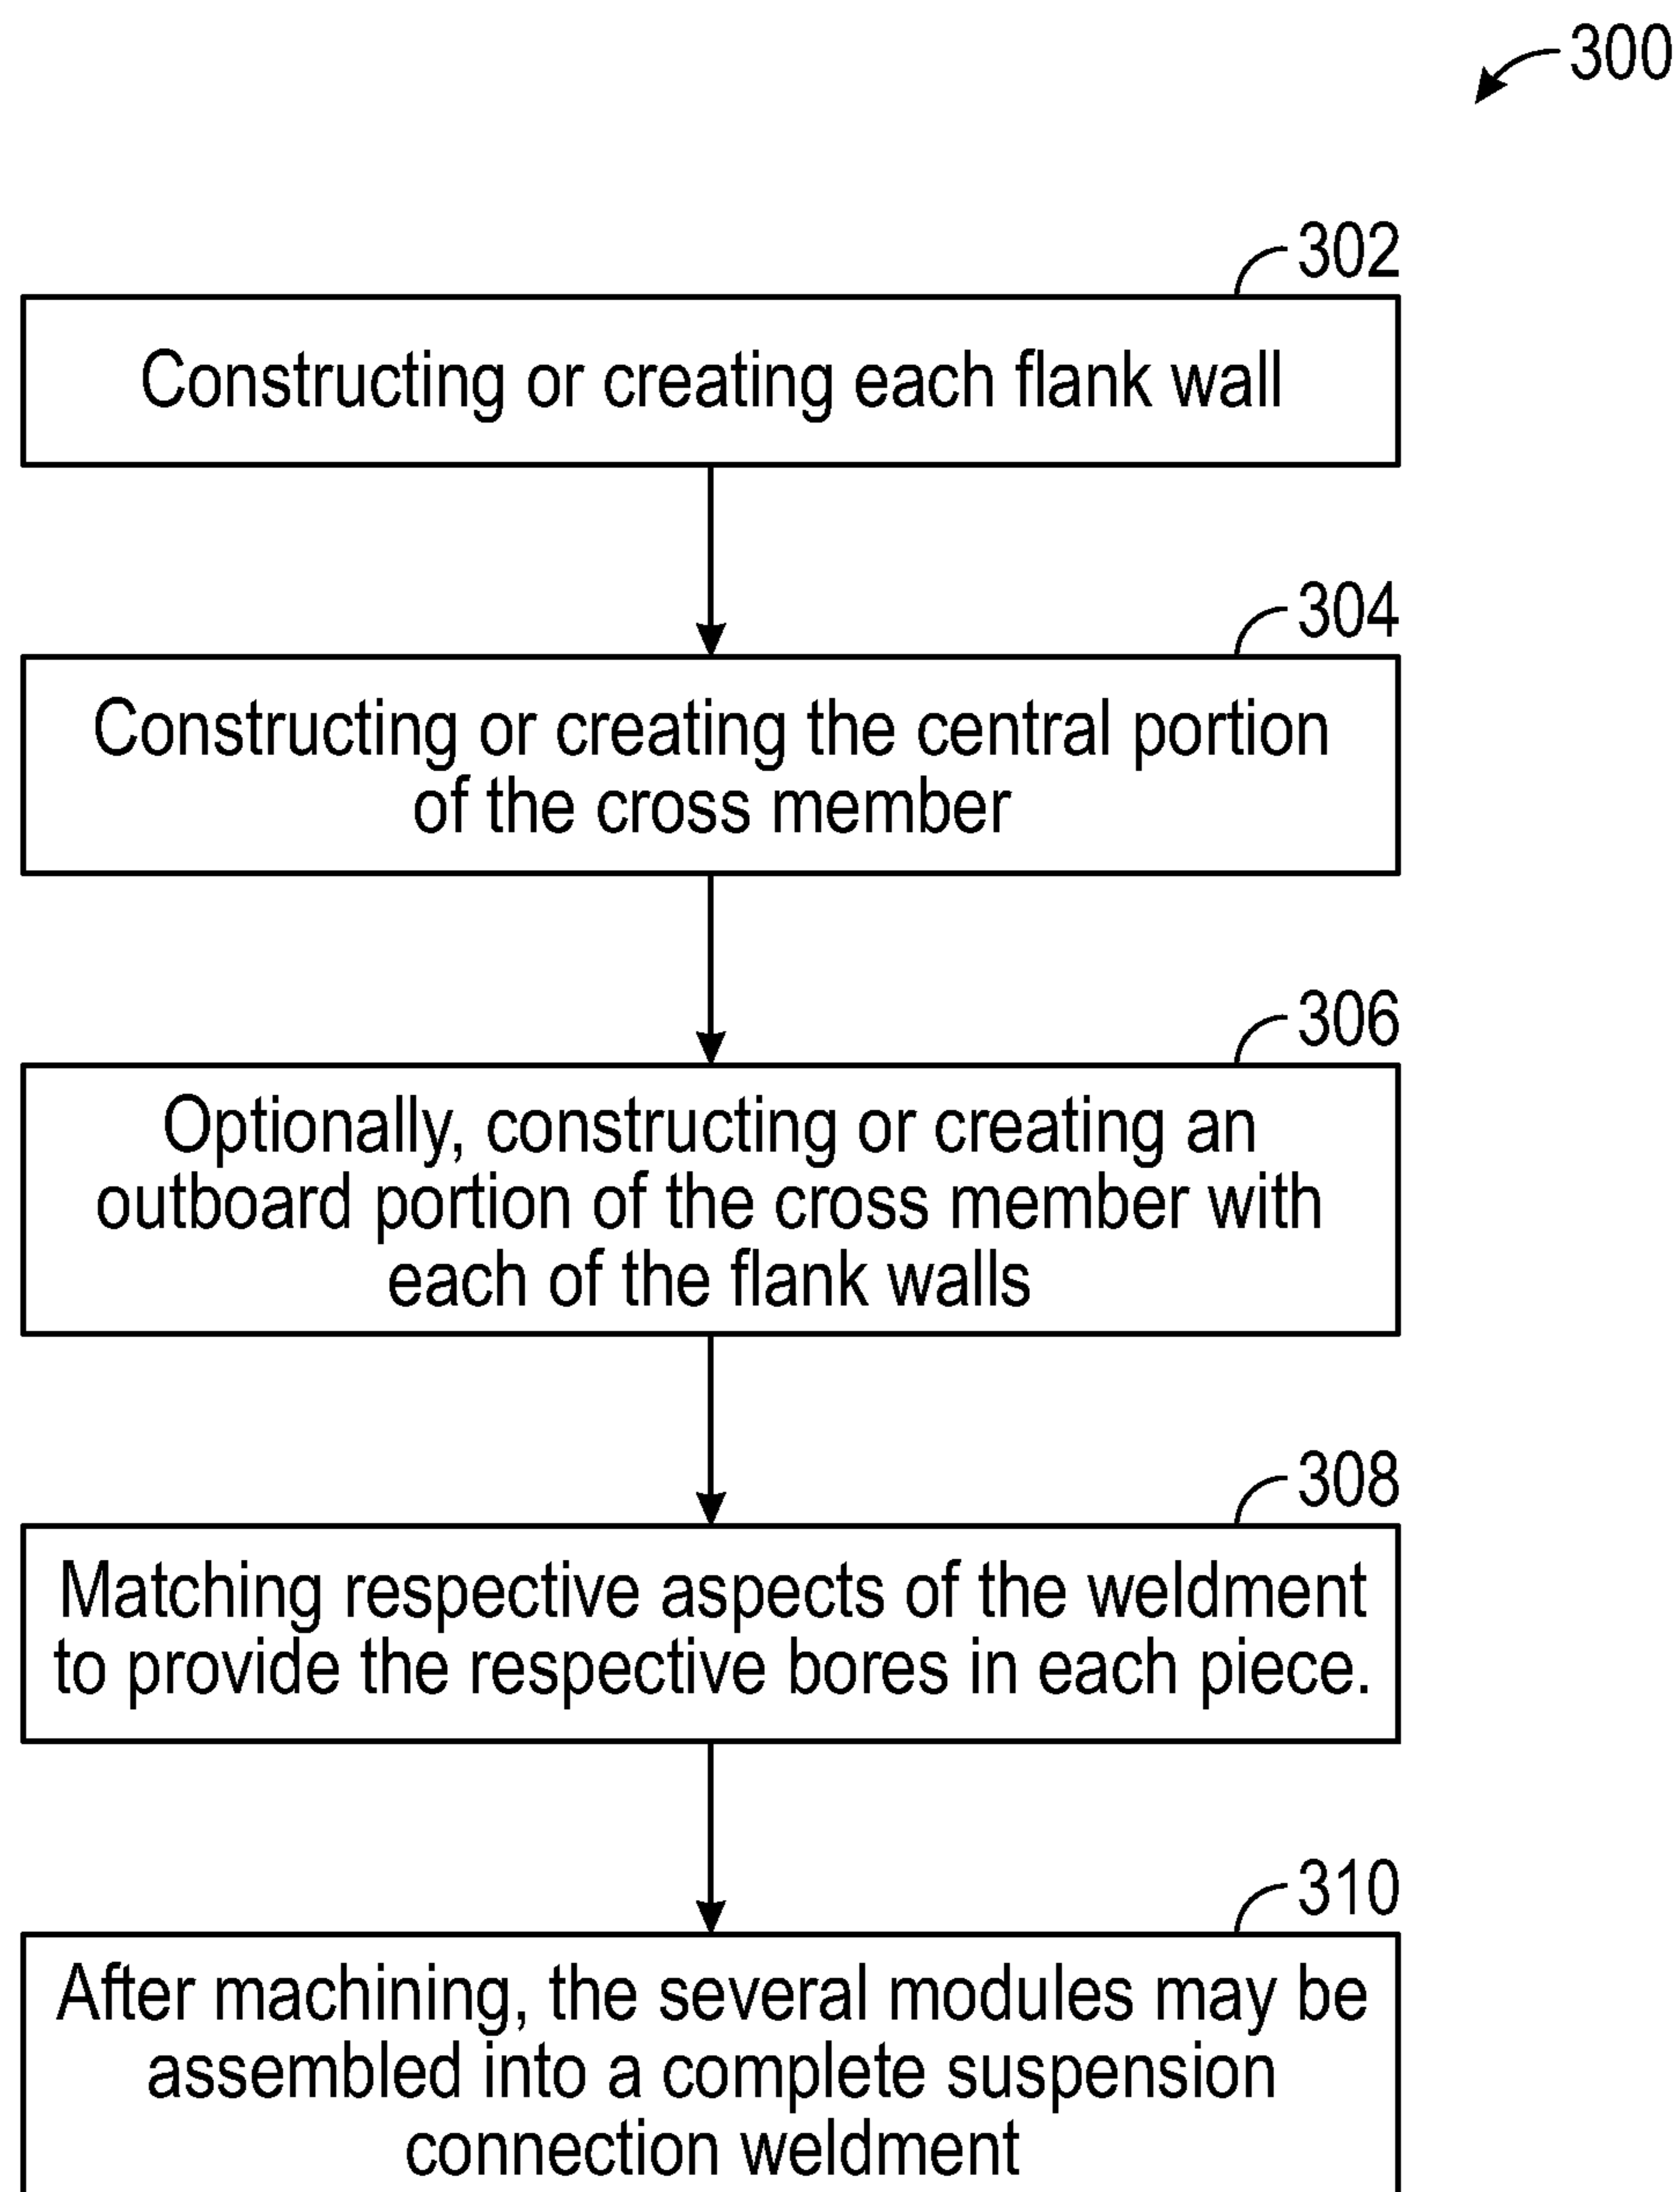 300
302
Constructing or creating each flank wall
304
Constructing or creating the central portion
of the cross member
306
Optionally, constructing or creating an
outboard portion of the cross member with
each of the flank walls
308
Matching respective aspects of the weldment
to provide the respective bores in each piece.
310
After machining, the several modules may be
assembled into a complete suspension
connection weldment